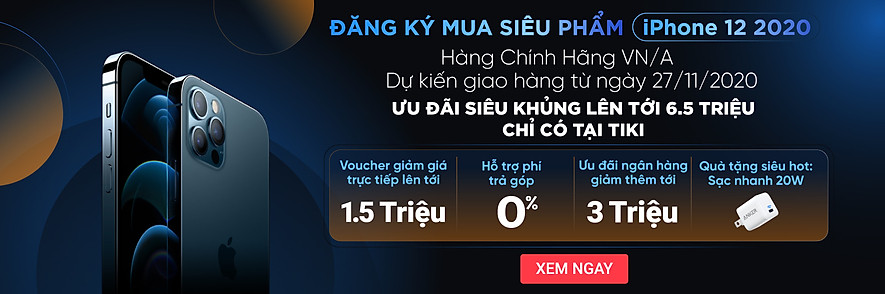 ĐĂNG KÝ MUA SIÊU PHẨM iPhone 12 2020
Hàng Chính Hãng VN/A
Dự kiến giao hàng từ ngày 27/11/2020
ƯU ĐÃI SIÊU KHỦNG LÊN TỚI 6.5 TRIỆU
CHỈ CÓ TẠI TIKI
Voucher giảm giá
trực tiếp lên tới
1.5 Triệu
Hỗ trợ phí
trả góp
0%
Ưu đãi ngân hàng
giảm thêm tới
3 Triệu
Quà tặng siêu hot:
Sạc nhanh 20W
ANKER
XEM NGAY